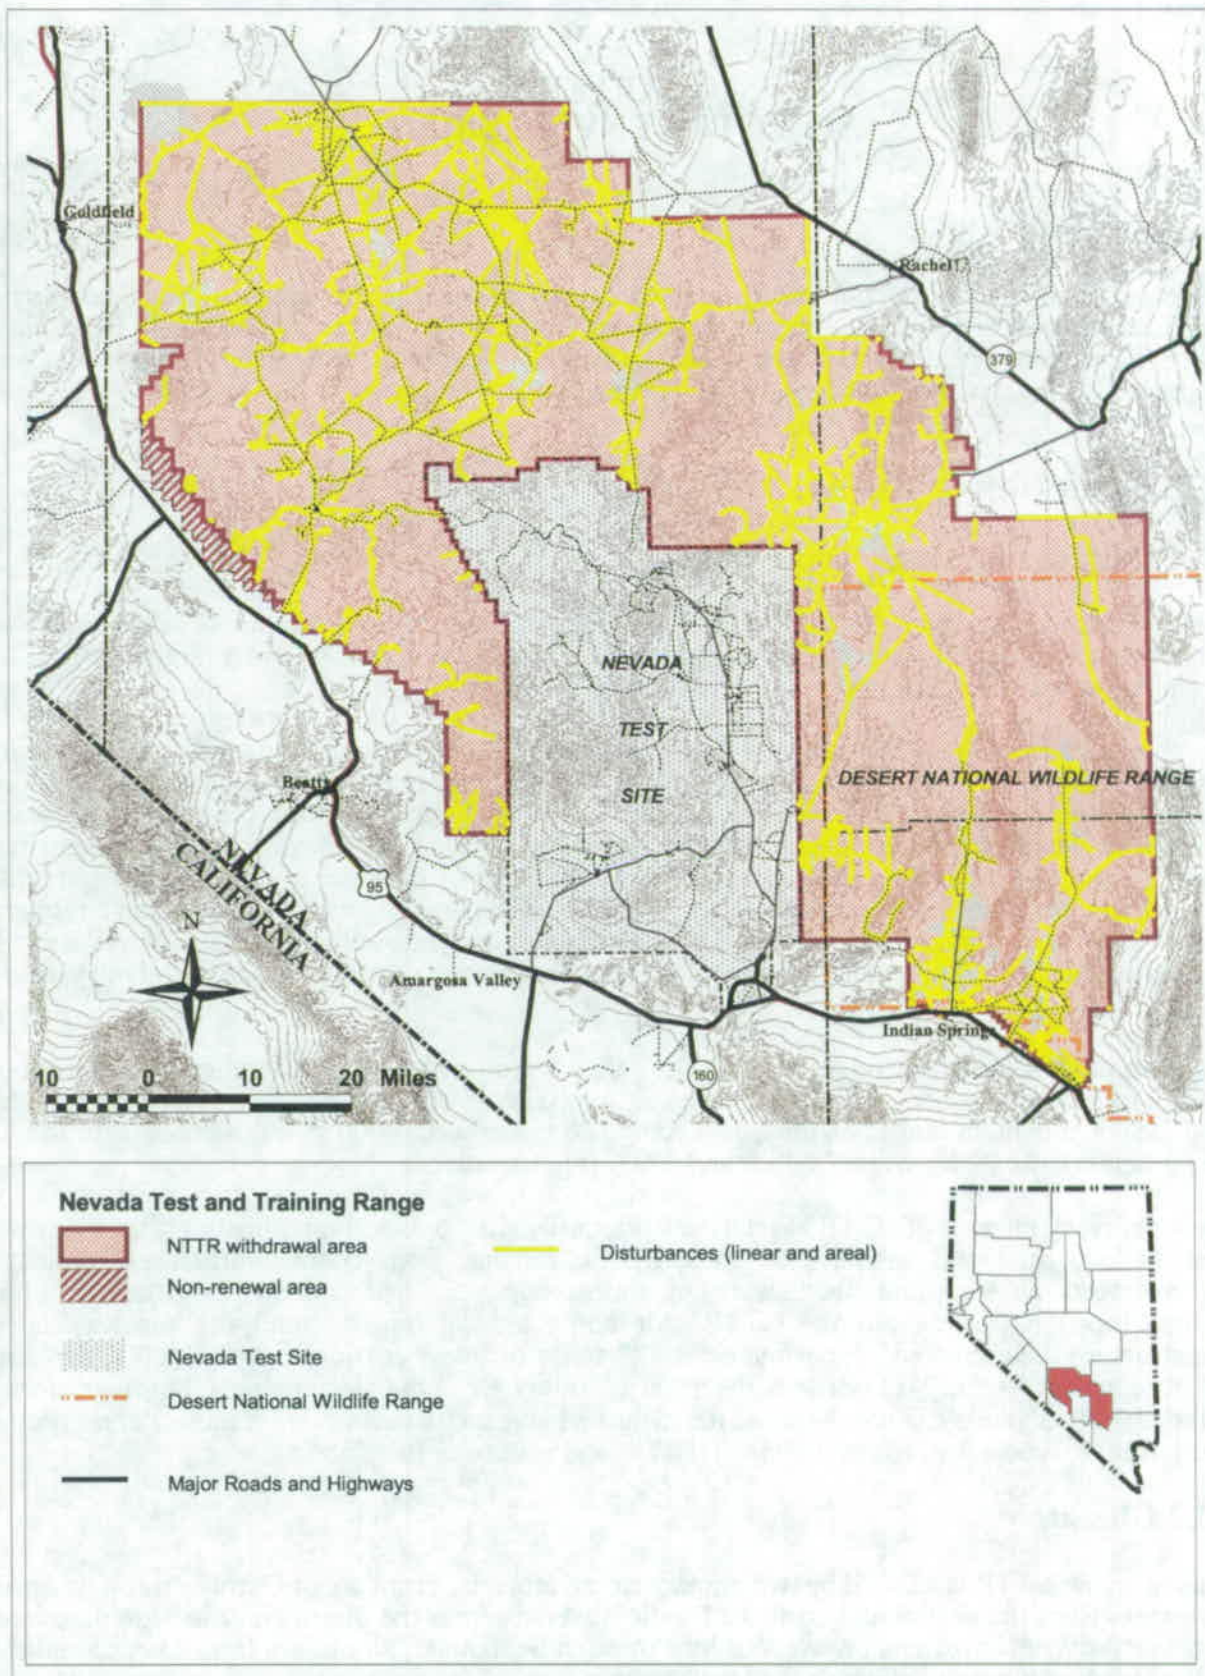 Goldfield
Rachel
379
NEVADA
TEST
SITE
DESERT NATIONAL WILDLIFE RANGE
Beatty
NEVADA
CALIFORNIA
95
N
Amargosa Valley
Indian Springs
160
10 0 10 20 Miles
Nevada Test and Training Range
NTTR withdrawal area
Disturbances (linear and areal)
Non-renewal area
Nevada Test Site
Desert National Wildlife Range
Major Roads and Highways